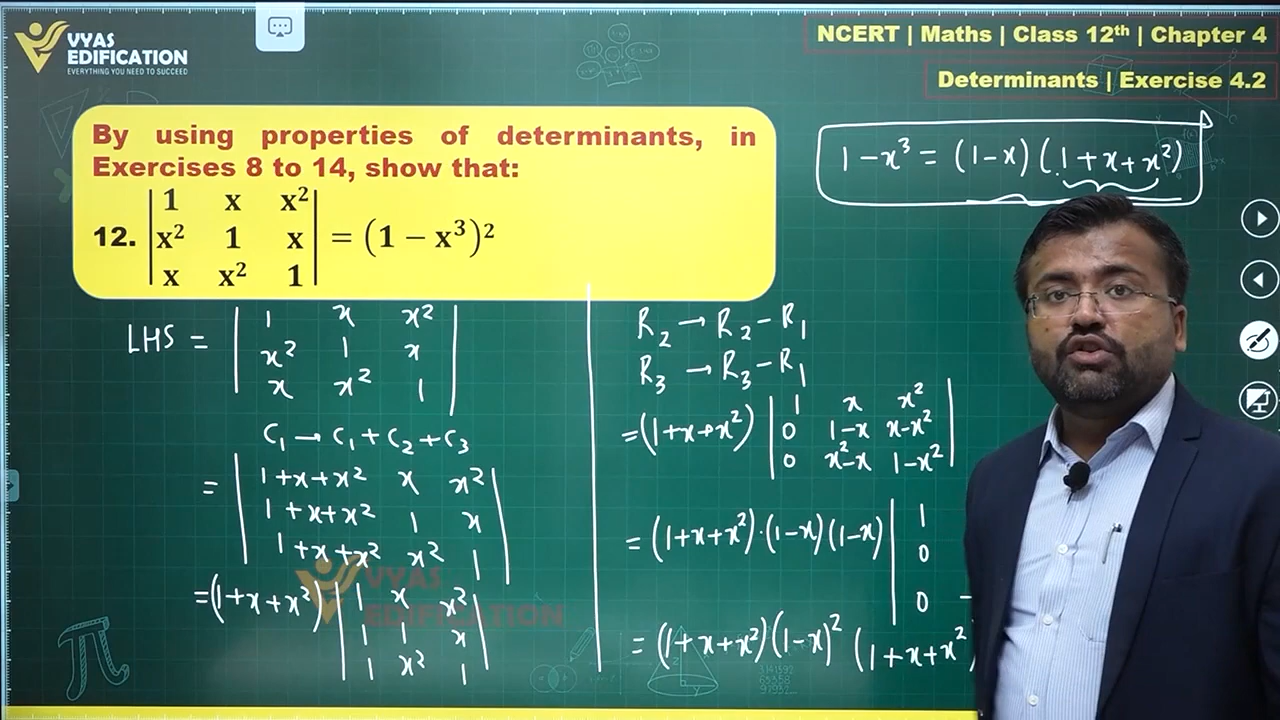 VYAS
EDIFICATION
EVERYTHING YOU NEED TO SUCCEED
NCERT | Maths | Class 12th | Chapter 4
Determinants | Exercise 4.2
By using properties of determinants, in
Exercises 8 to 14, show that:
12. |1 x x²|
|x² 1 x| = (1 − x³)²
|x x² 1|
1 − x³ = (1−x)(1+x+x²)
LHS = |1 x x²|
|x² 1 x|
|x x² 1|
C₁ → C₁ + C₂ + C₃
= |1+x+x² x x²|
|1+x+x² 1 x|
|1+x+x² x² 1|
=(1+x+x²) |1 x x²|
|1 1 x|
|1 x² 1|
R₂ → R₂ − R₁
R₃ → R₃ − R₁
=(1+x+x²) |1 x x²|
|0 1−x x−x²|
|0 x²−x 1−x²|
= (1+x+x²)·(1−x)(1−x) |1
|0
|0 −
= (1+x+x²)(1−x)² (1+x+x²)
VYAS
EDIFICATION